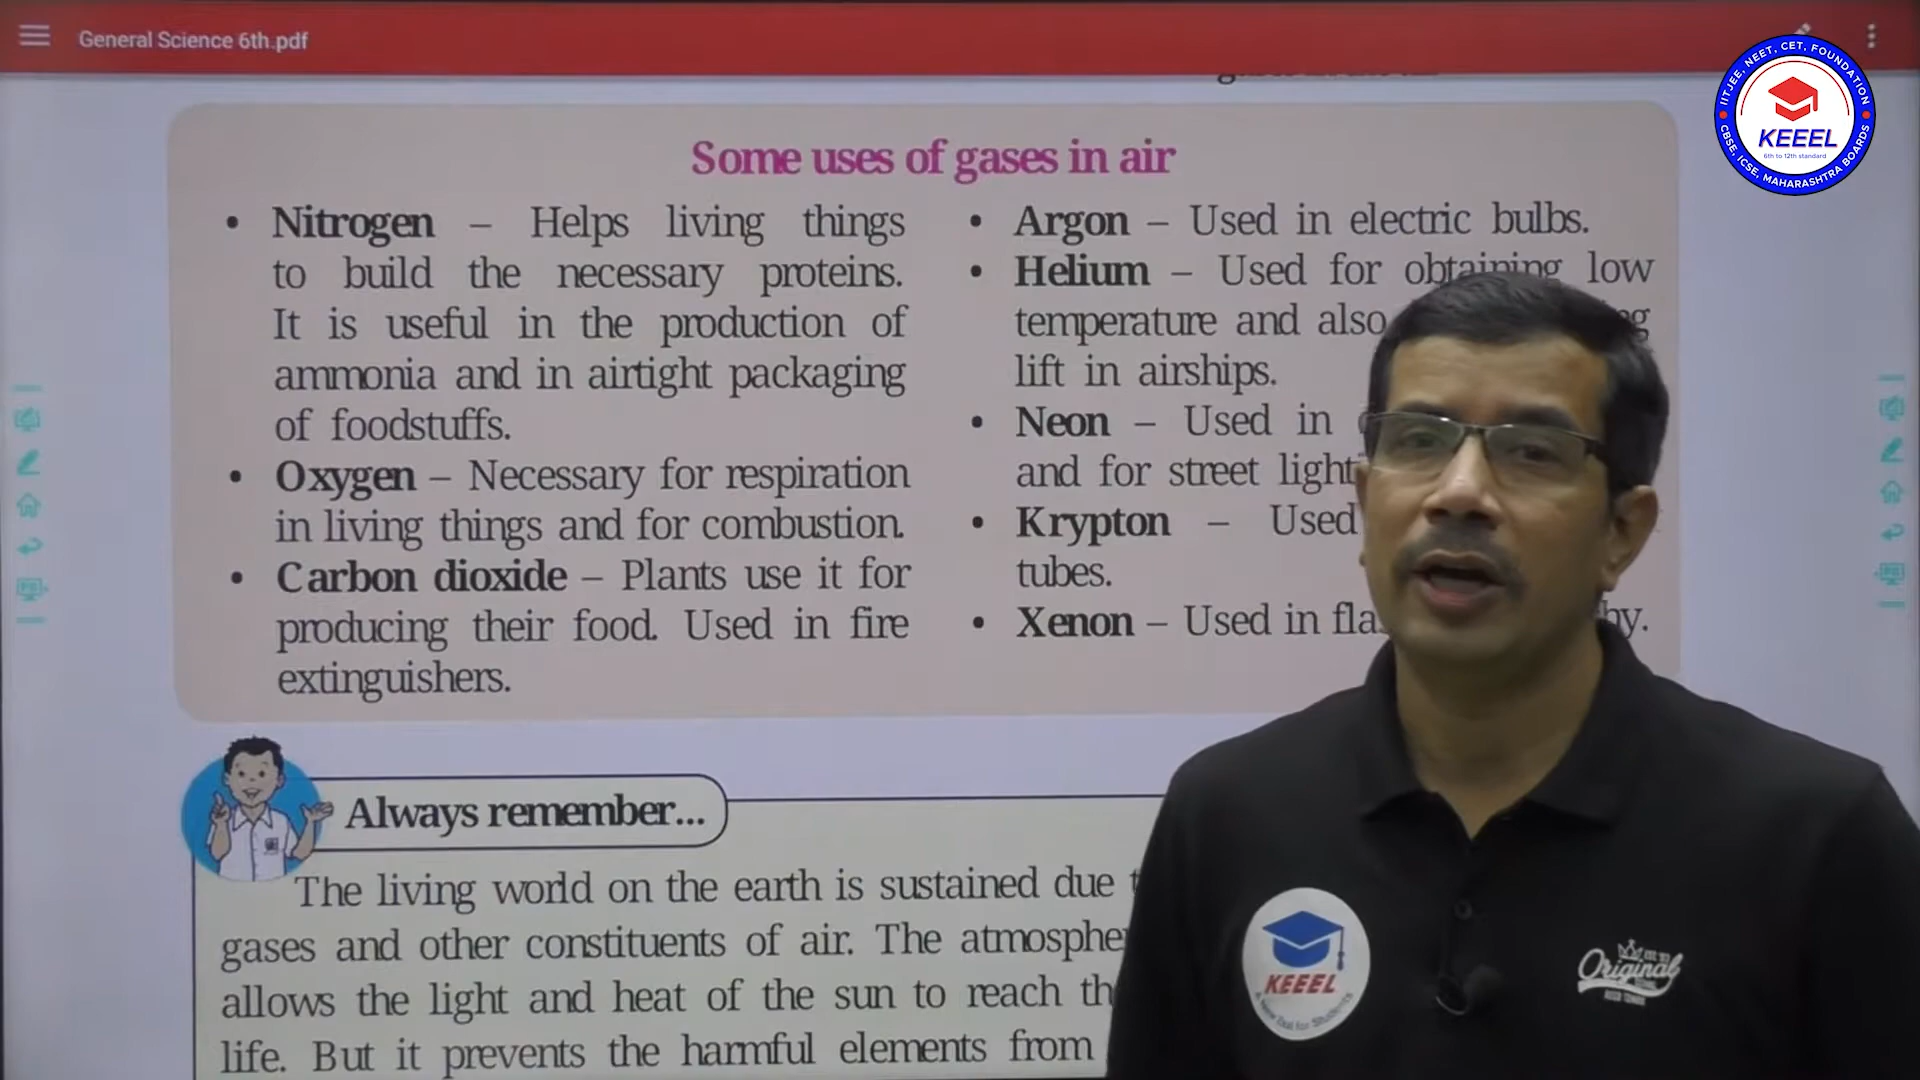 General Science 6th.pdf
IITJEE, NEET, CET, FOUNDATION
KEEEL
6th to 12th standard
CBSE, ICSE, MAHARASHTRA BOARDS
Some uses of gases in air
• Nitrogen – Helps living things
to build the necessary proteins.
It is useful in the production of
ammonia and in airtight packaging
of foodstuffs.
• Oxygen – Necessary for respiration
in living things and for combustion.
• Carbon dioxide – Plants use it for
producing their food. Used in fire
extinguishers.
• Argon – Used in electric bulbs.
• Helium – Used for obtaining low
temperature and also
lift in airships.
• Neon – Used in
and for street
• Krypton – Used
tubes.
• Xenon – Used in
Always remember...
The living world on the earth is sustained due
gases and other constituents of air. The
allows the light and heat of the sun to reach
life. But it prevents the harmful elements from
KEEEL
Original